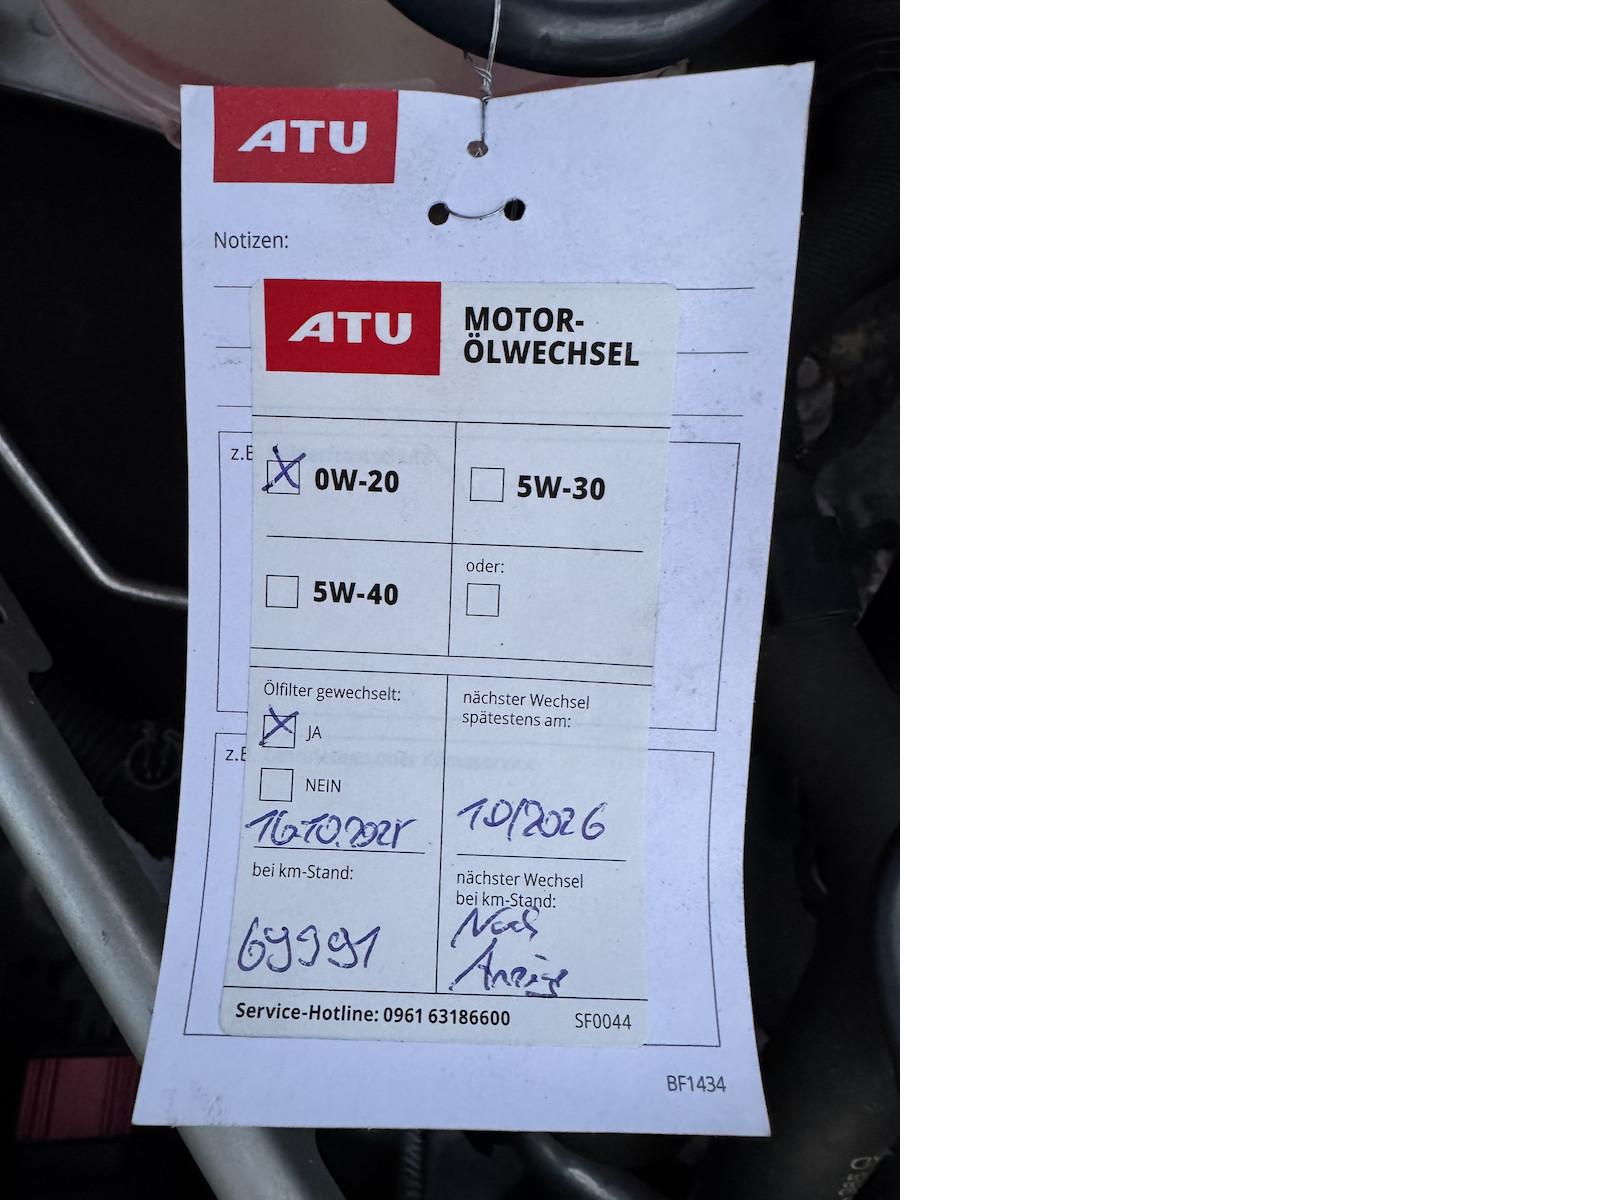 ATU
Notizen:
ATU
MOTOR-
ÖLWECHSEL
z.B
0W-20
5W-30
5W-40
oder:
Ölfilter gewechselt:
JA
NEIN
16.10.2025
nächster Wechsel
spätestens am:
10/2026
bei km-Stand:
69991
nächster Wechsel
bei km-Stand:
Nach
Anzeige
z.B
Service-Hotline: 0961 63186600
SF0044
BF1434